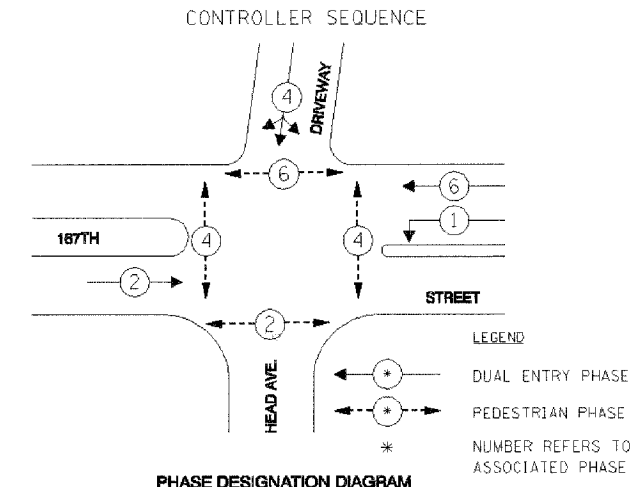 CONTROLLER SEQUENCE
4
DRIVEWAY
6
6
1
167TH
4
4
2
STREET
2
HEAD AVE.
LEGEND
* DUAL ENTRY PHASE
* PEDESTRIAN PHASE
* NUMBER REFERS TO
ASSOCIATED PHASE
PHASE DESIGNATION DIAGRAM